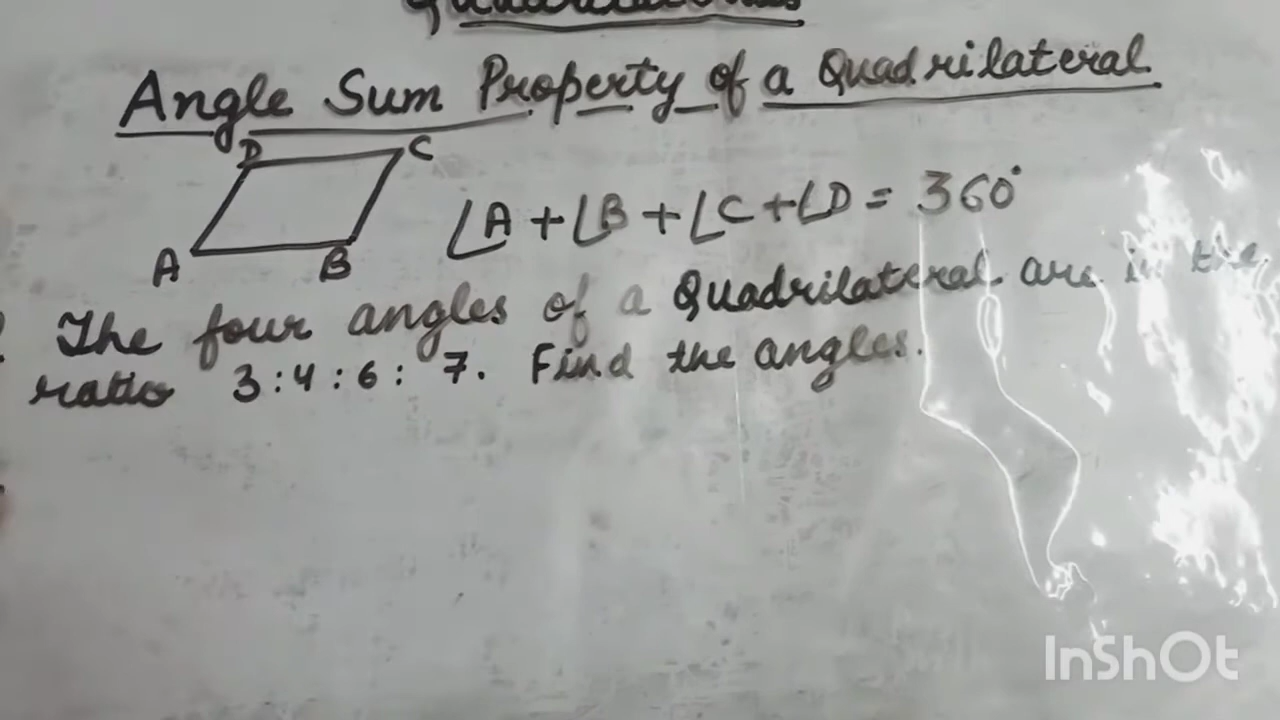 Quadrilaterals
Angle Sum Property of a Quadrilateral
D C
∠A + ∠B + ∠C + ∠D = 360°
A B
The four angles of a Quadrilateral are in the
ratio 3:4:6: 7. Find the angles.
InShOt